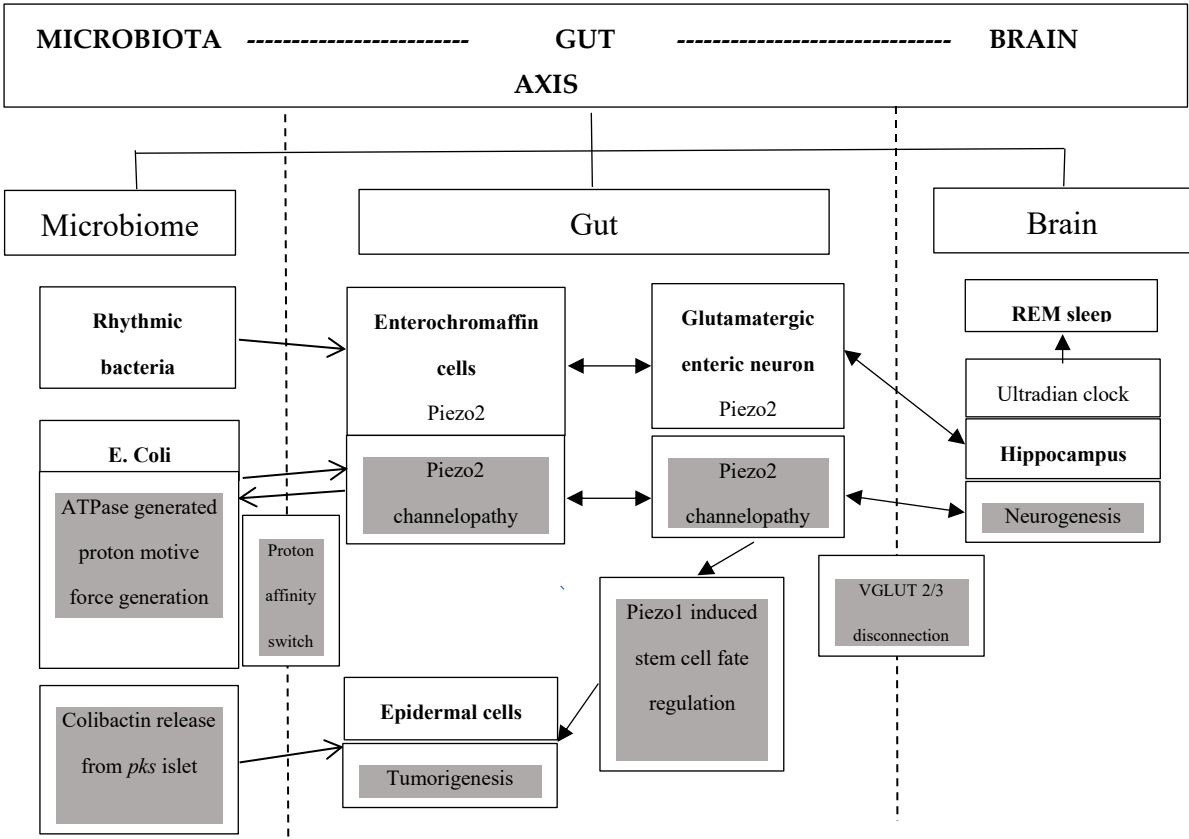 MICROBIOTA ---------------------- GUT --------------------------- BRAIN
AXIS
Microbiome
Gut
Brain
Rhythmic
bacteria
Enterochromaffin
cells
Piezo2
Glutamatergic
enteric neuron
Piezo2
REM sleep
Ultradian clock
Hippocampus
Neurogenesis
E. Coli
ATPase generated
proton motive
force generation
Proton
affinity
switch
Piezo2
channelopathy
Piezo2
channelopathy
VGLUT 2/3
disconnection
Piezo1 induced
stem cell fate
regulation
Colibactin release
from pks islet
Epidermal cells
Tumorigenesis